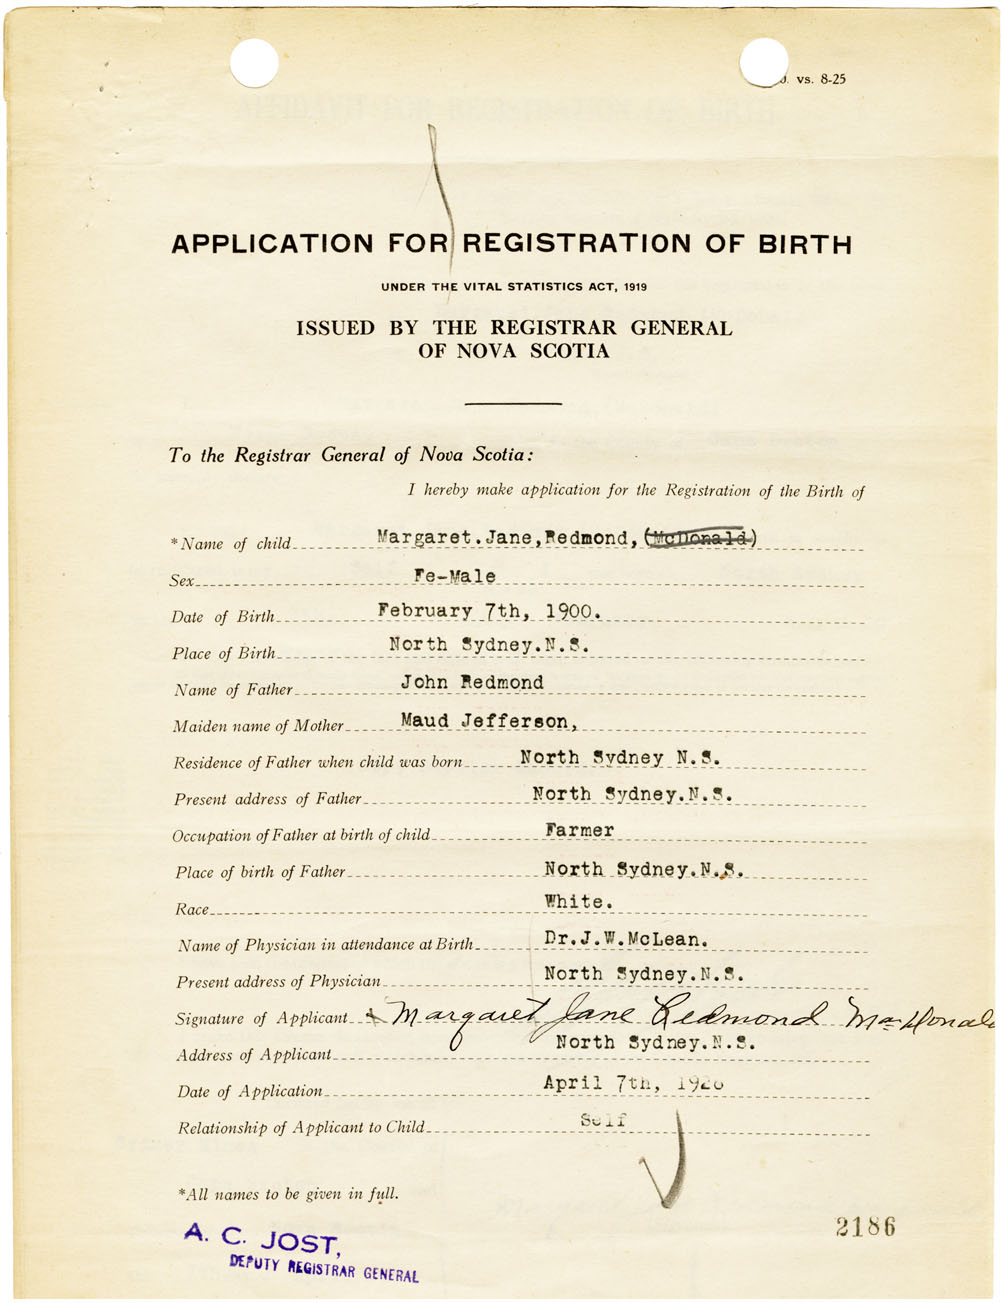 vs. 8-25
APPLICATION FOR REGISTRATION OF BIRTH
UNDER THE VITAL STATISTICS ACT, 1919
ISSUED BY THE REGISTRAR GENERAL
OF NOVA SCOTIA
To the Registrar General of Nova Scotia:
I hereby make application for the Registration of the Birth of
*Name of child Margaret.Jane,Redmond,(McDonald)
Sex Fe-Male
Date of Birth February 7th, 1900.
Place of Birth North Sydney.N.S.
Name of Father John Redmond
Maiden name of Mother Maud Jefferson,
Residence of Father when child was born North Sydney N.S.
Present address of Father North Sydney.N.S.
Occupation of Father at birth of child Farmer
Place of birth of Father North Sydney.N.S.
Race White.
Name of Physician in attendance at Birth Dr.J.W.McLean.
Present address of Physician North Sydney.N.S.
Signature of Applicant x Margaret Jane Redmond MacDonald
Address of Applicant North Sydney.N.S.
Date of Application April 7th,
Relationship of Applicant to Child Self
*All names to be given in full.
2186
A. C. JOST,
DEPUTY REGISTRAR GENERAL